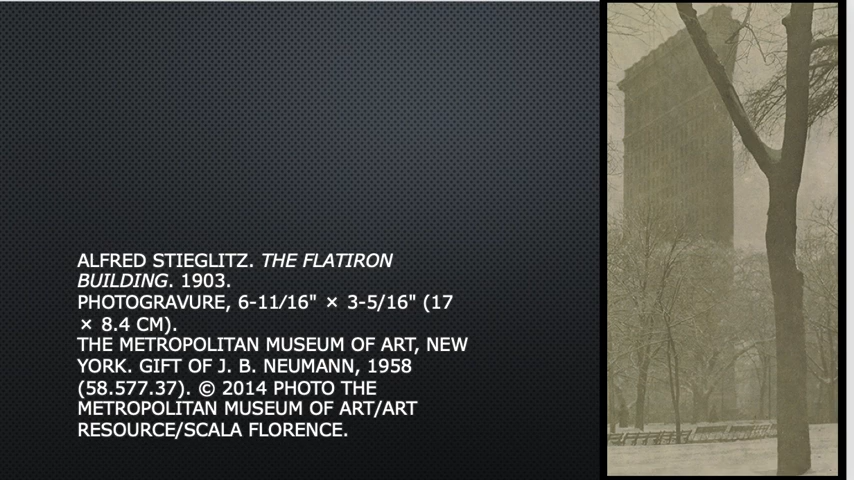 ALFRED STIEGLITZ. THE FLATIRON
BUILDING. 1903.
PHOTOGRAVURE, 6-11/16" × 3-5/16" (17
× 8.4 CM).
THE METROPOLITAN MUSEUM OF ART, NEW
YORK. GIFT OF J. B. NEUMANN, 1958
(58.577.37). © 2014 PHOTO THE
METROPOLITAN MUSEUM OF ART/ART
RESOURCE/SCALA FLORENCE.